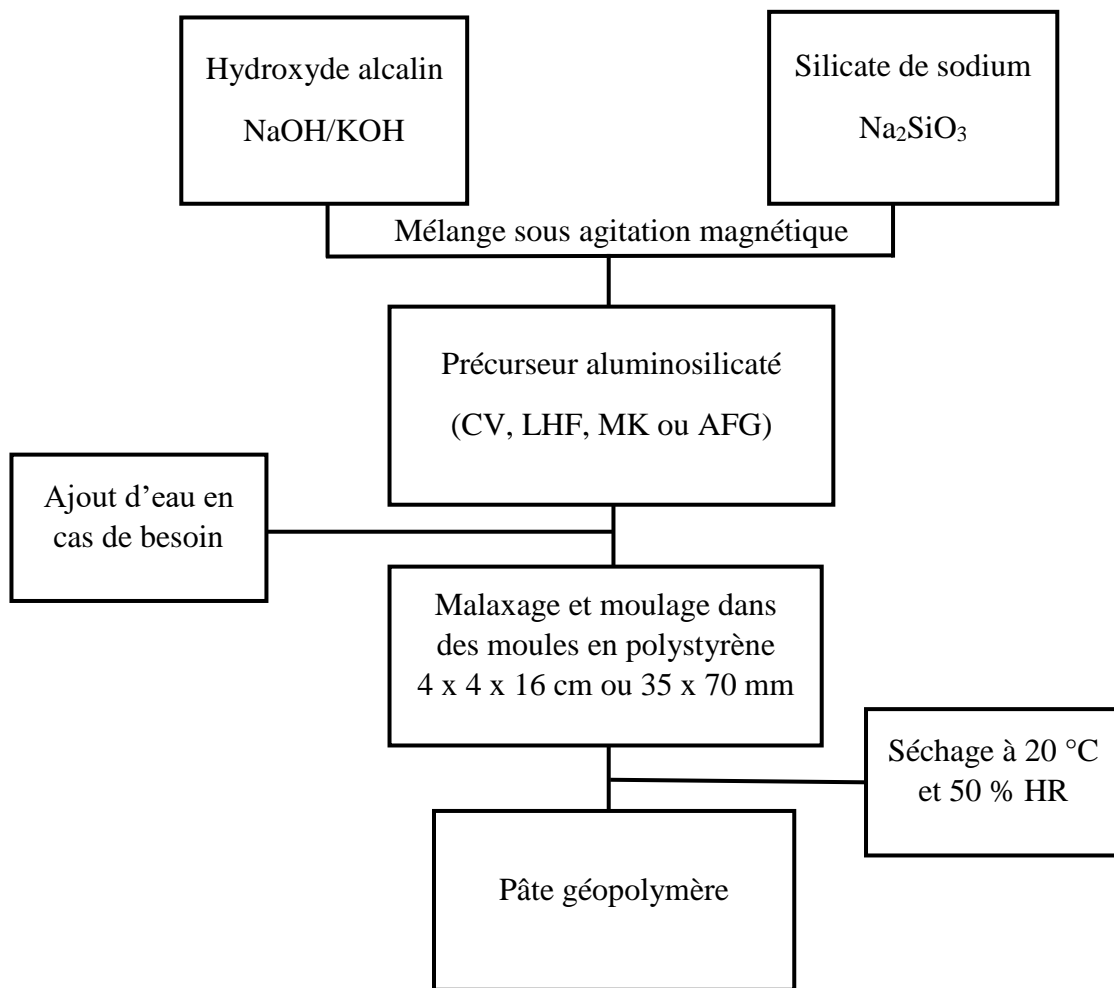 Hydroxyde alcalin
NaOH/KOH
Silicate de sodium
Na₂SiO₃
Mélange sous agitation magnétique
Précurseur aluminosilicaté
(CV, LHF, MK ou AFG)
Ajout d’eau en
cas de besoin
Malaxage et moulage dans
des moules en polystyrène
4 x 4 x 16 cm ou 35 x 70 mm
Séchage à 20 °C
et 50 % HR
Pâte géopolymère